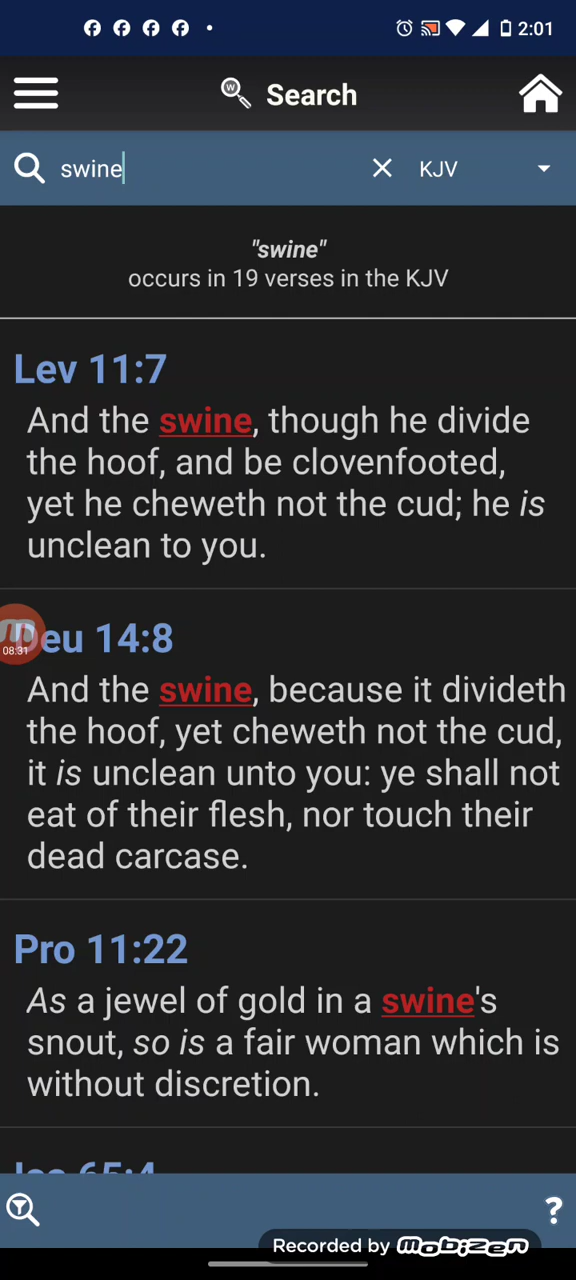 2:01
Search
swine
KJV
"swine"
occurs in 19 verses in the KJV
Lev 11:7
And the swine, though he divide
the hoof, and be clovenfooted,
yet he cheweth not the cud; he is
unclean to you.
08:31
Deu 14:8
And the swine, because it divideth
the hoof, yet cheweth not the cud,
it is unclean unto you: ye shall not
eat of their flesh, nor touch their
dead carcase.
Pro 11:22
As a jewel of gold in a swine's
snout, so is a fair woman which is
without discretion.
Isa 65:4
?
Recorded by mobizen